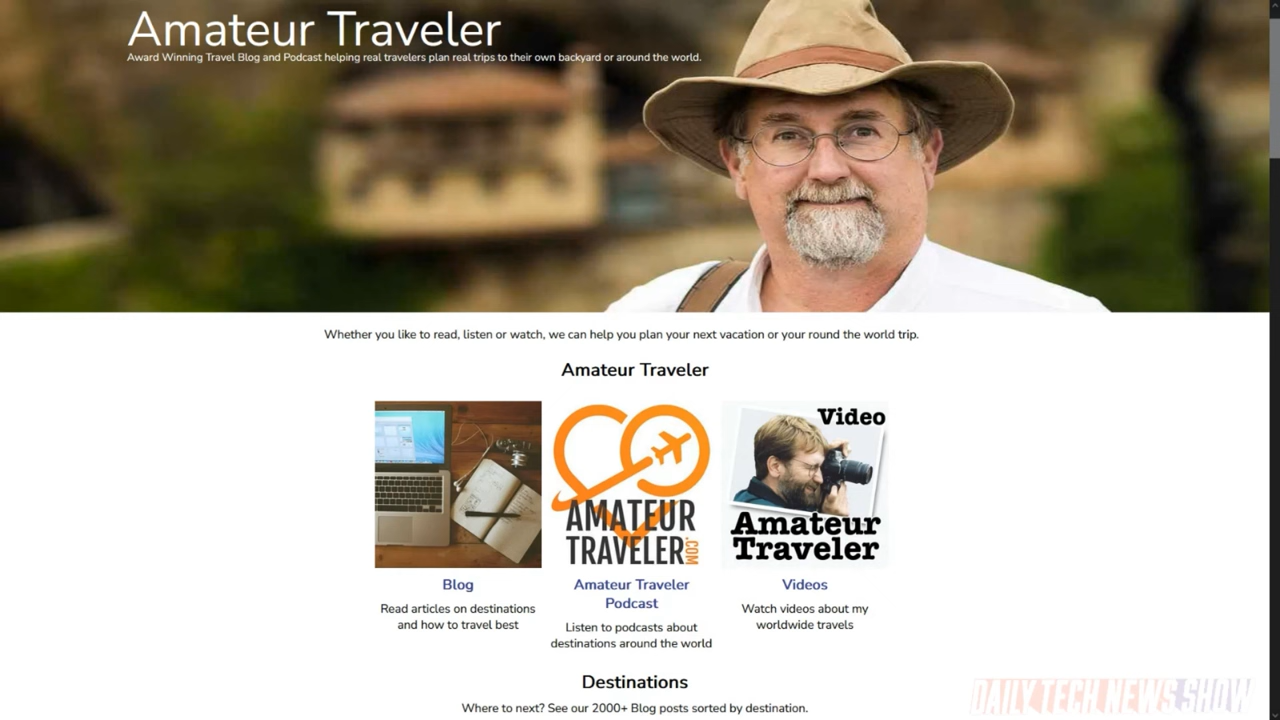 Amateur Traveler
Award Winning Travel Blog and Podcast helping real travelers plan real trips to their own backyard or around the world.
Whether you like to read, listen or watch, we can help you plan your next vacation or your round the world trip.
Amateur Traveler
AMATEUR
TRAVELER.COM
Video
Amateur
Traveler
Blog
Amateur Traveler
Podcast
Videos
Read articles on destinations
and how to travel best
Listen to podcasts about
destinations around the world
Watch videos about my
worldwide travels
Destinations
Where to next? See our 2000+ Blog posts sorted by destination.
DAILY TECH NEWS SHOW